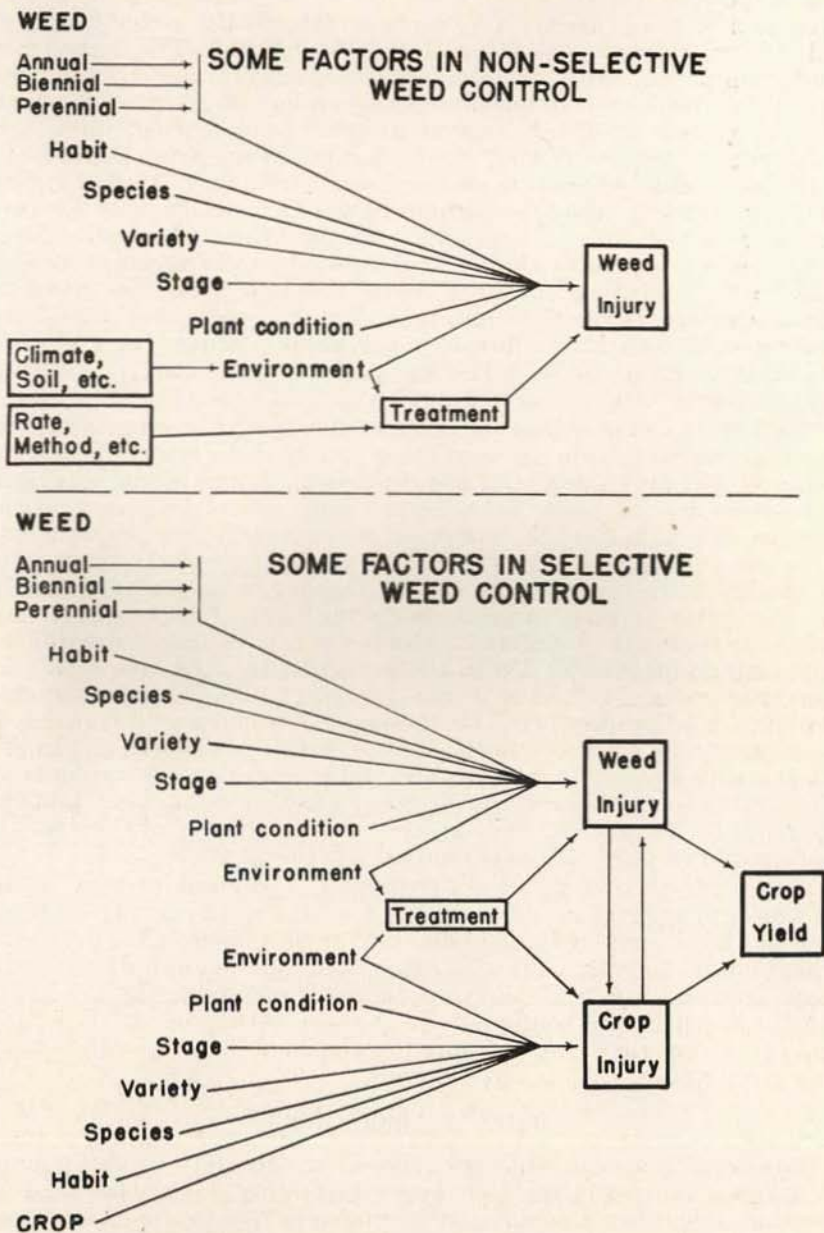 WEED
SOME FACTORS IN NON-SELECTIVE
WEED CONTROL
Annual
Biennial
Perennial
Habit
Species
Variety
Stage
Plant condition
Environment
Climate,
Soil, etc.
Rate,
Method, etc.
Treatment
Weed
Injury
WEED
SOME FACTORS IN SELECTIVE
WEED CONTROL
Annual
Biennial
Perennial
Habit
Species
Variety
Stage
Plant condition
Environment
Treatment
Environment
Plant condition
Stage
Variety
Species
Habit
CROP
Weed
Injury
Crop
Injury
Crop
Yield